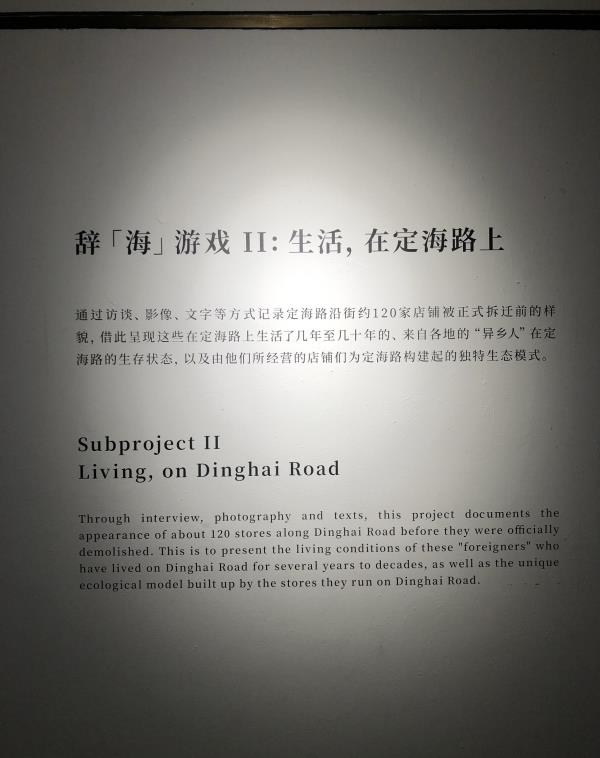 辞「海」游戏 II：生活，在定海路上
通过访谈、影像、文字等方式记录定海路沿街约120家店铺被正式拆迁前的样
貌，借此呈现这些在定海路上生活了几年至几十年的、来自各地的“异乡人”在定
海路的生存状态，以及由他们所经营的店铺们为定海路构建起的独特生态模式。
Subproject II
Living, on Dinghai Road
Through interview, photography and texts, this project documents the
appearance of about 120 stores along Dinghai Road before they were officially
demolished. This is to present the living conditions of these "foreigners" who
have lived on Dinghai Road for several years to decades, as well as the unique
ecological model built up by the stores they run on Dinghai Road.